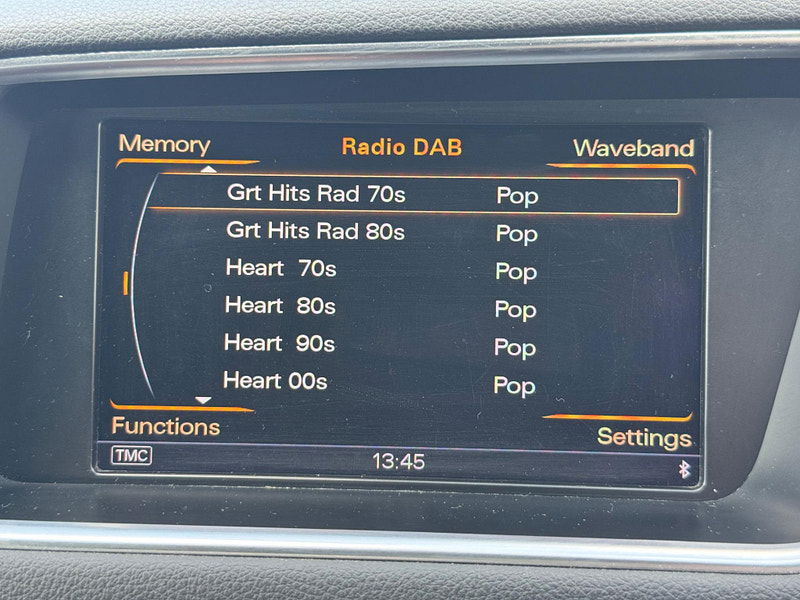 Memory Radio DAB Waveband
Grt Hits Rad 70s Pop
Grt Hits Rad 80s Pop
Heart 70s Pop
Heart 80s Pop
Heart 90s Pop
Heart 00s Pop
Functions Settings
TMC 13:45